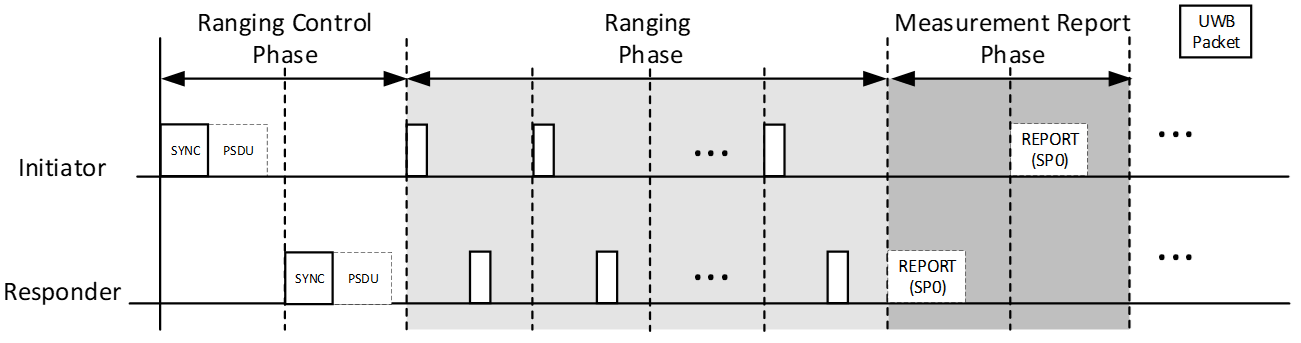 Ranging Control
Phase
Ranging
Phase
Measurement Report
Phase
UWB
Packet
Initiator
SYNC
PSDU
...
REPORT
(SP0)
...
Responder
SYNC
PSDU
...
REPORT
(SP0)
...